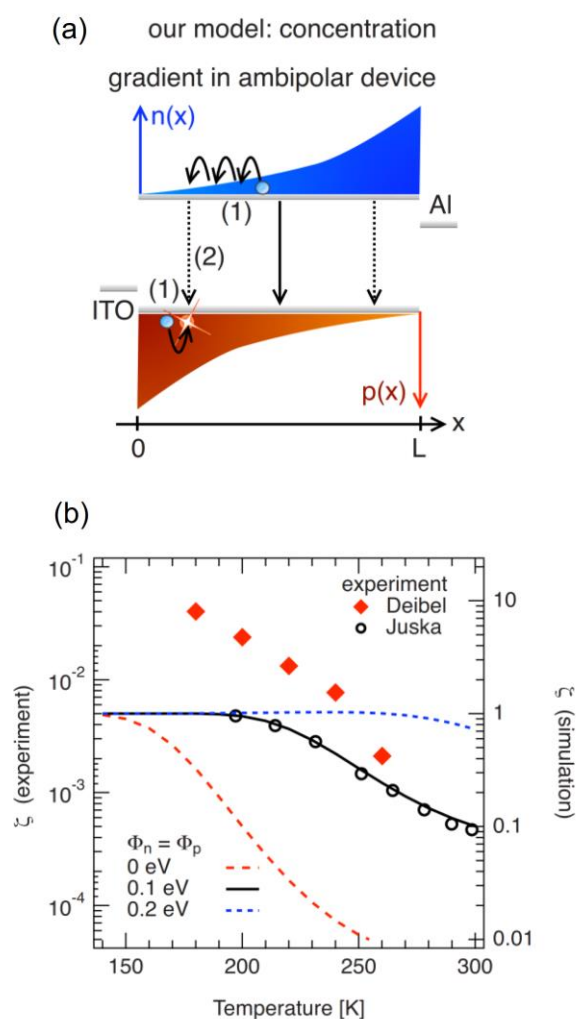 (a) our model: concentration
gradient in ambipolar device
n(x)
(1)
Al
(2)
(1)
ITO
p(x)
x
0
L
(b)
10-1
10-2
10-3
10-4
ζ (experiment)
experiment
Deibel
Juska
Φn = Φp
0 eV
0.1 eV
0.2 eV
10
1
0.1
0.01
ζ (simulation)
150
200
250
300
Temperature [K]